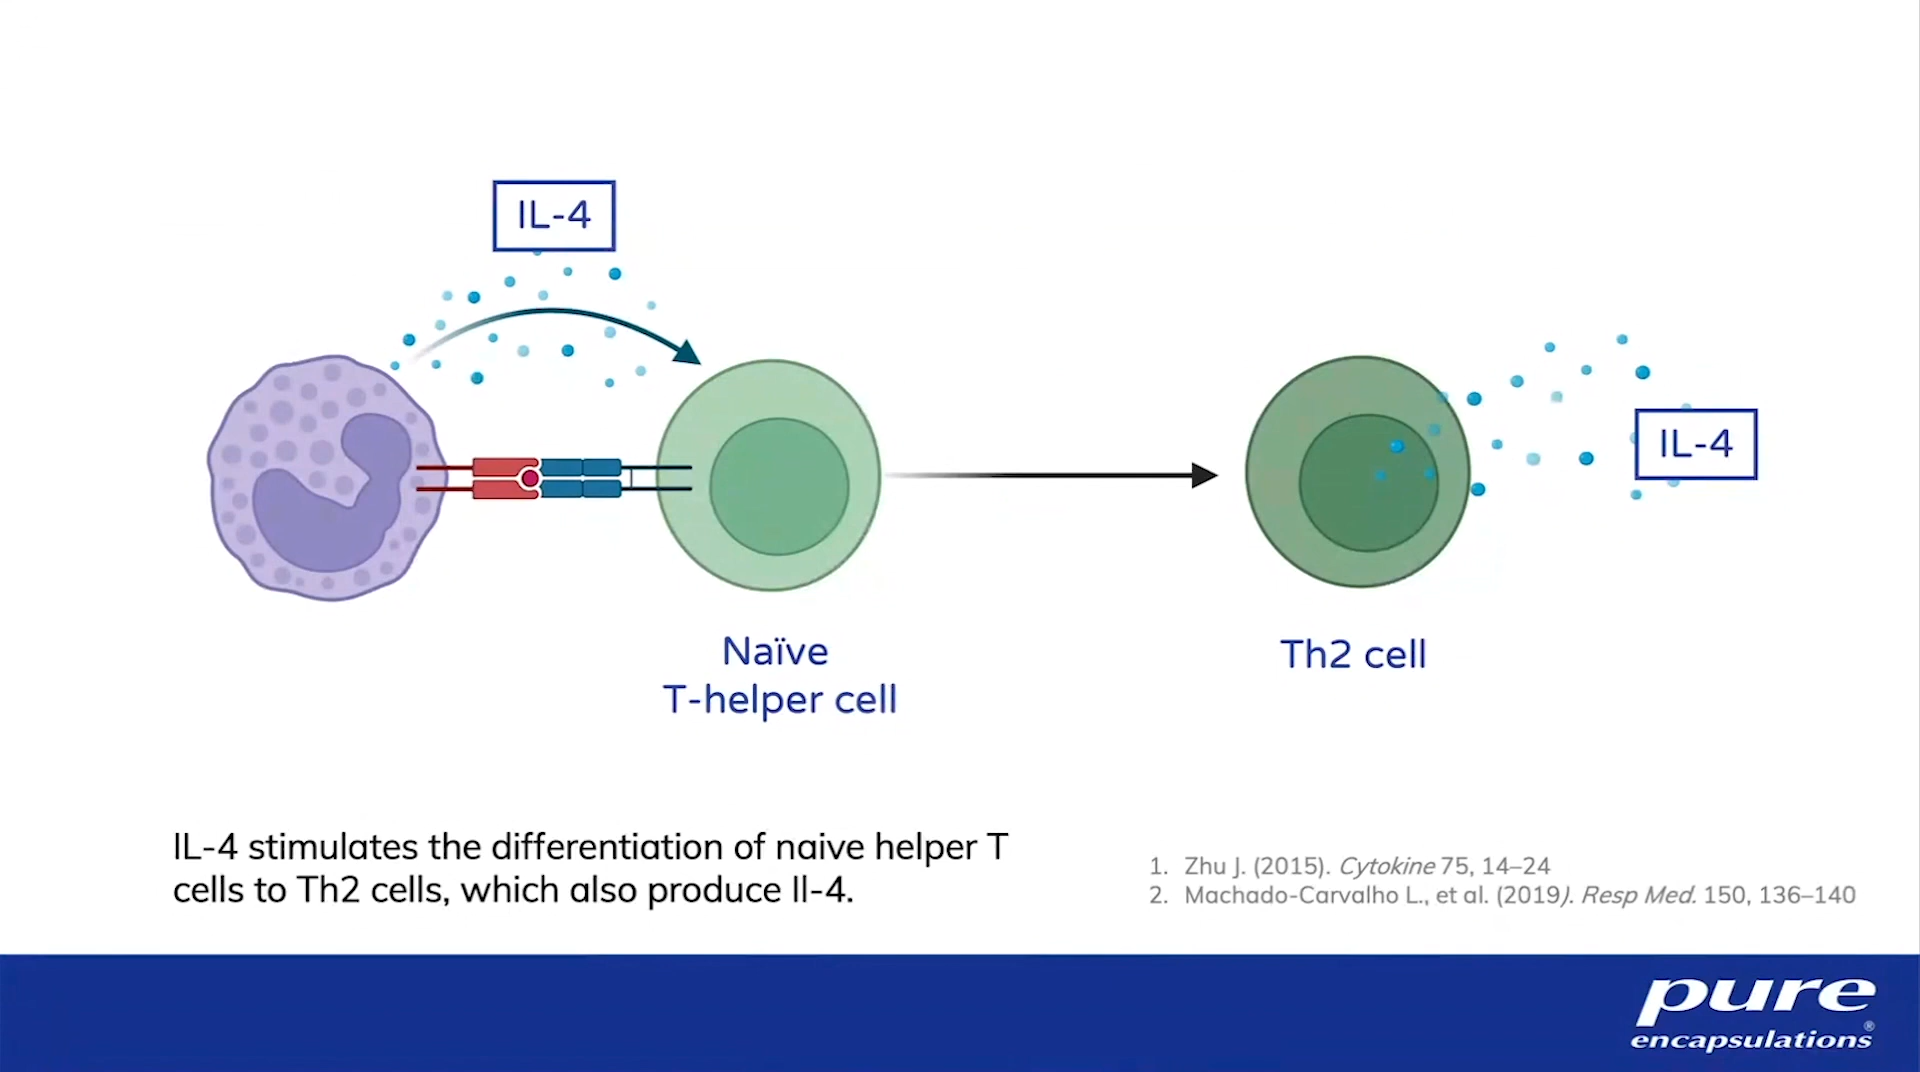 IL-4
IL-4
Naïve
T-helper cell
Th2 cell
IL-4 stimulates the differentiation of naive helper T
cells to Th2 cells, which also produce Il-4.
1. Zhu J. (2015). Cytokine 75, 14–24
2. Machado-Carvalho L., et al. (2019). Resp Med. 150, 136–140
pure
encapsulations®